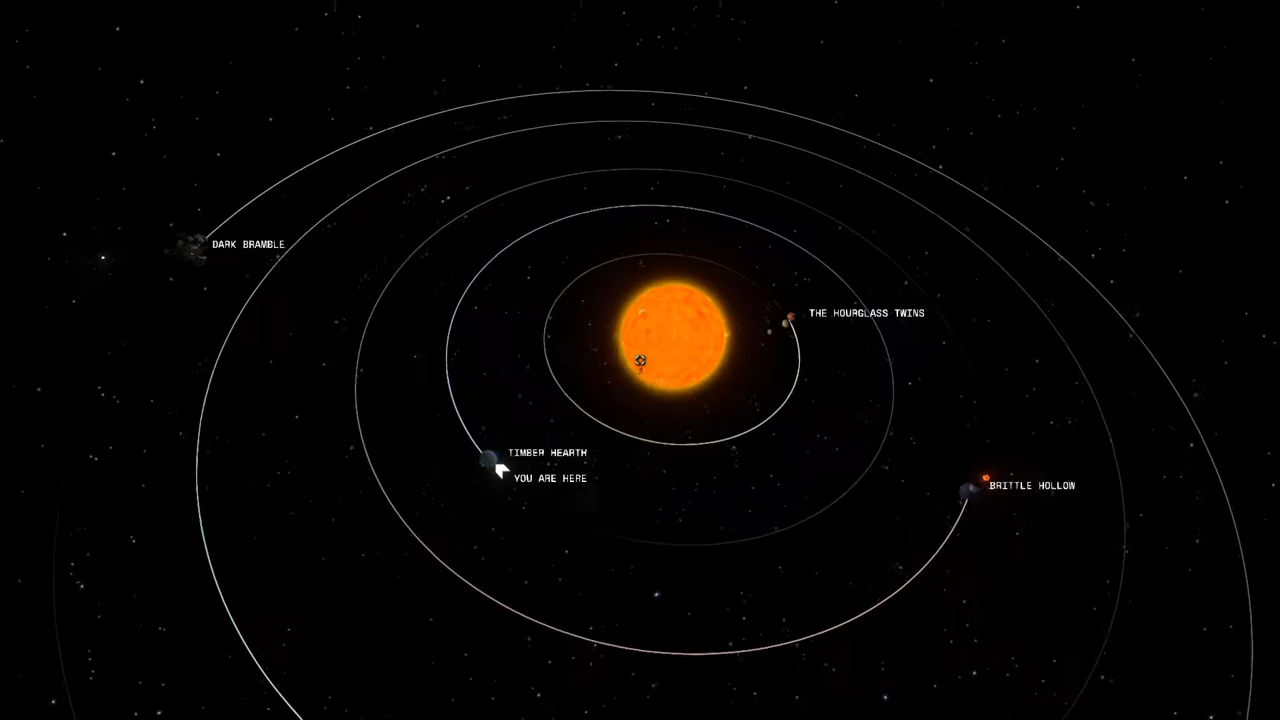 DARK BRAMBLE
THE HOURGLASS TWINS
TIMBER HEARTH
YOU ARE HERE
BRITTLE HOLLOW